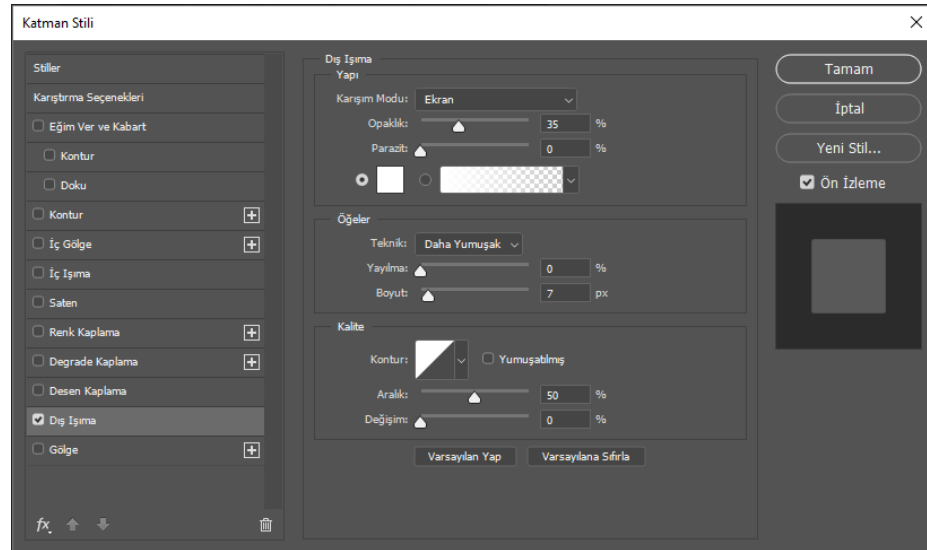 Katman Stili
Stiller
Karıştırma Seçenekleri
Eğim Ver ve Kabart
Kontur
Doku
Kontur
İç Gölge
İç Işıma
Saten
Renk Kaplama
Degrade Kaplama
Desen Kaplama
Dış Işıma
Gölge
fx
Dış Işıma
Yapı
Karışım Modu: Ekran
Opaklık: 35 %
Parazit: 0 %
Öğeler
Teknik: Daha Yumuşak
Yayılma: 0 %
Boyut: 7 px
Kalite
Kontur: Yumuşatılmış
Aralık: 50 %
Değişim: 0 %
Varsayılan Yap Varsayılana Sıfırla
Tamam
İptal
Yeni Stil...
Ön İzleme